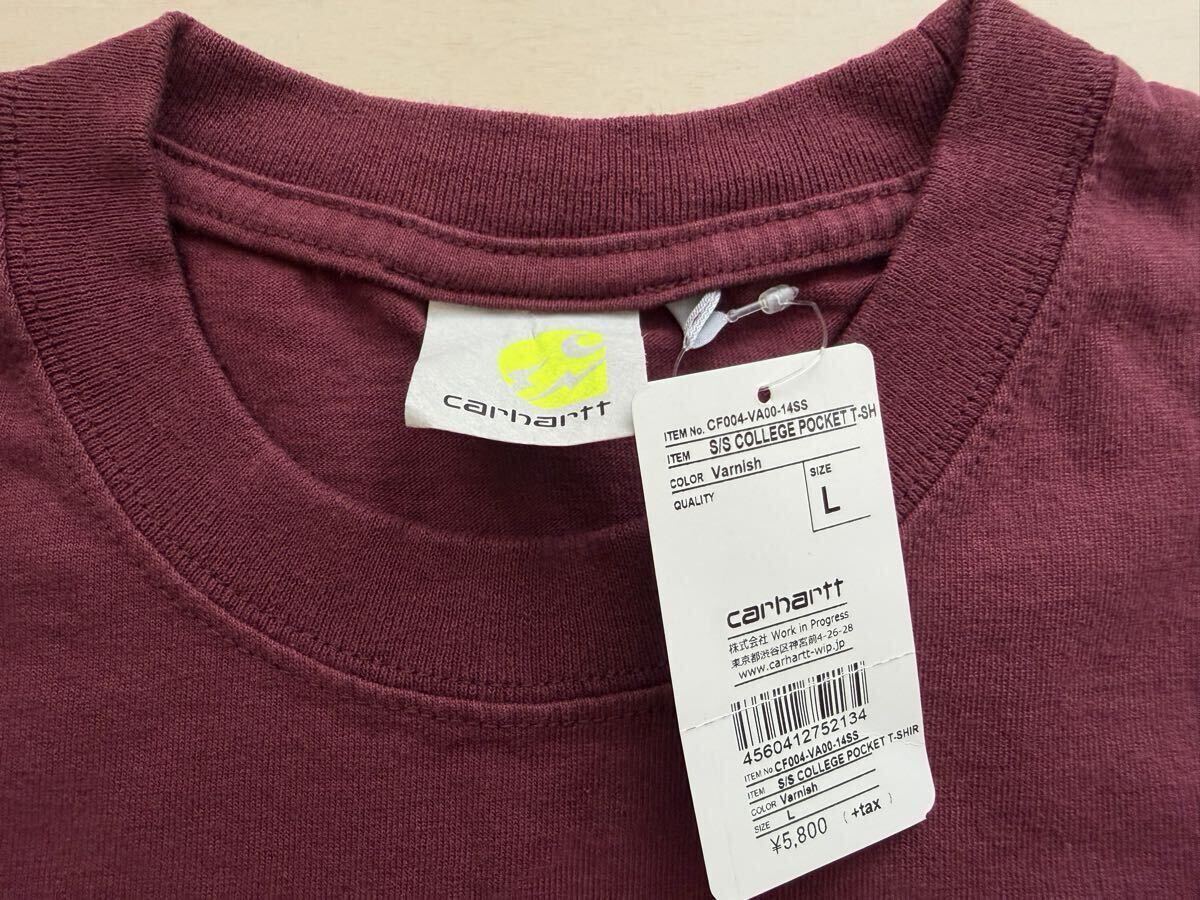 carhartt
ITEM No. CF004-VA00-14SS
ITEM S/S COLLEGE POCKET T-SH
COLOR Varnish
QUALITY
SIZE
L
carhartt
株式会社 Work in Progress
東京都渋谷区神宮前4-26-28
www.carhartt-wip.jp
4560412752134
ITEM No CF004-VA00-14SS
ITEM S/S COLLEGE POCKET T-SHIR
COLOR Varnish
SIZE L
¥5,800 (+tax)